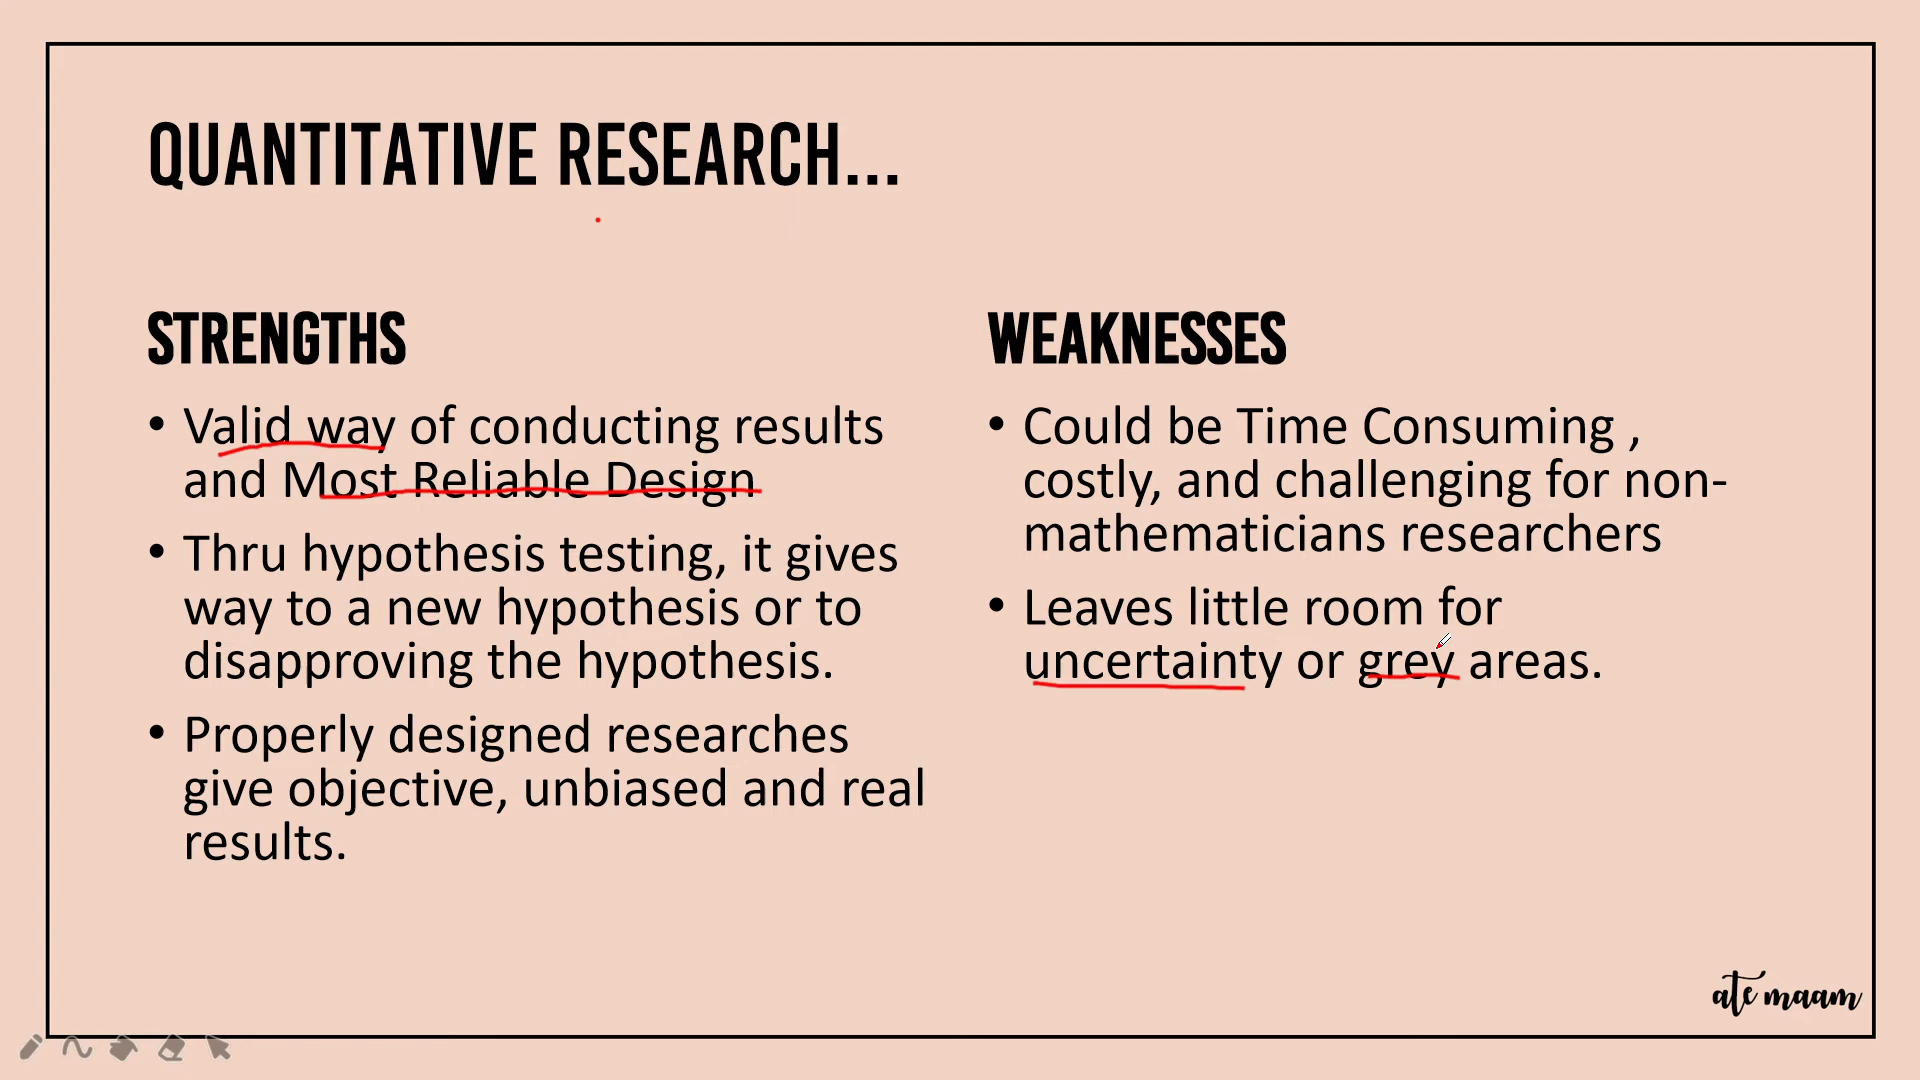 QUANTITATIVE RESEARCH...
STRENGTHS
• Valid way of conducting results
and Most Reliable Design
• Thru hypothesis testing, it gives
way to a new hypothesis or to
disapproving the hypothesis.
• Properly designed researches
give objective, unbiased and real
results.
WEAKNESSES
• Could be Time Consuming ,
costly, and challenging for non-
mathematicians researchers
• Leaves little room for
uncertainty or grey areas.
ate maam